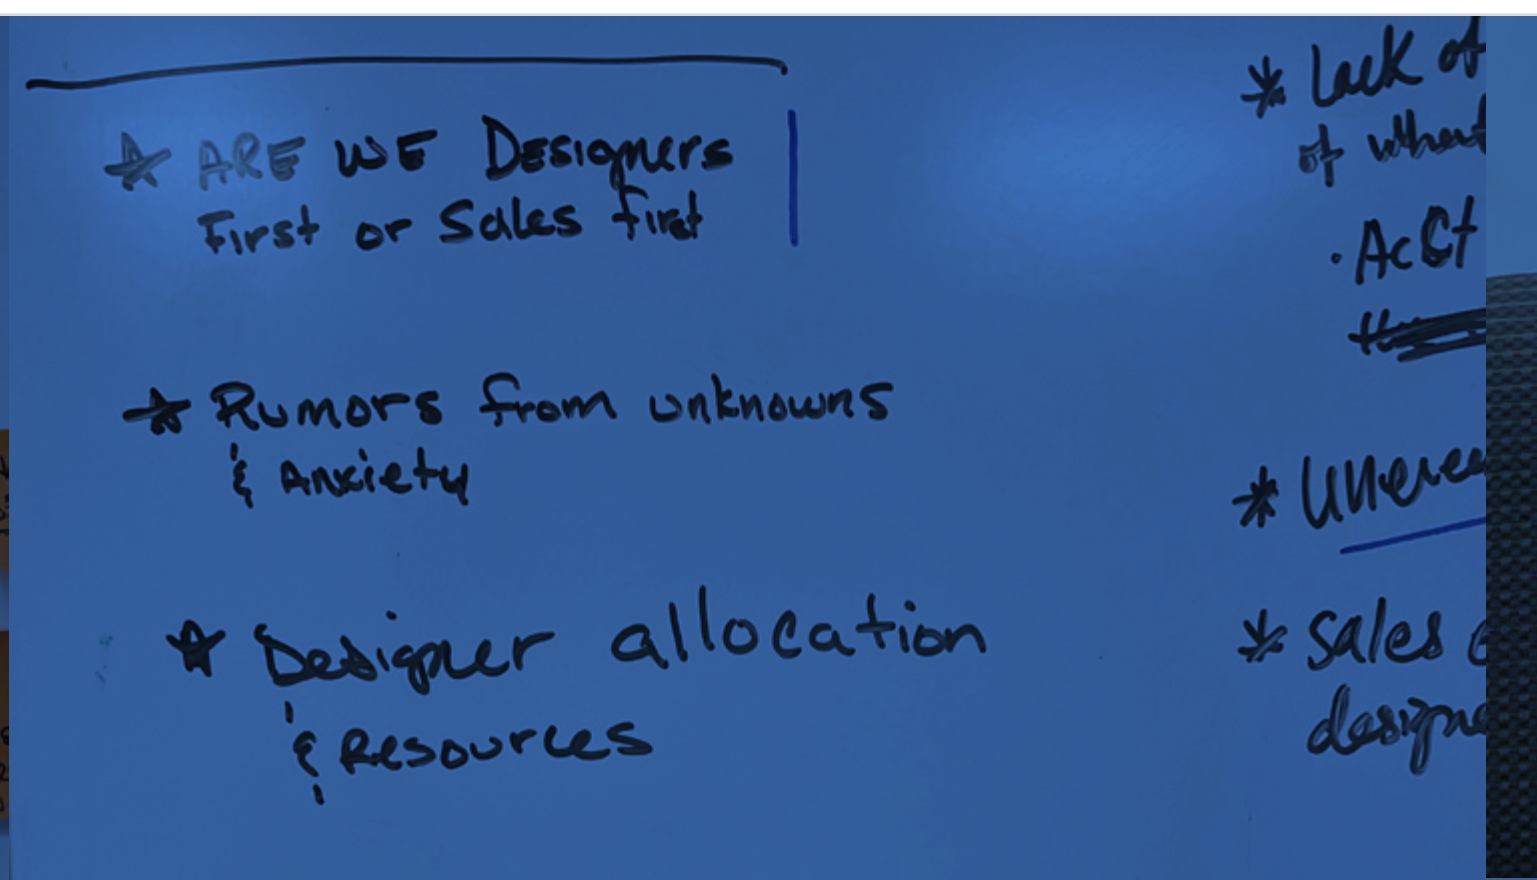 ☆ ARE WE Designers
First or Sales first
☆ Rumors from unknowns
& Anxiety
☆ Designer allocation
& Resources
* Lack of
of what
• Acct
* sales